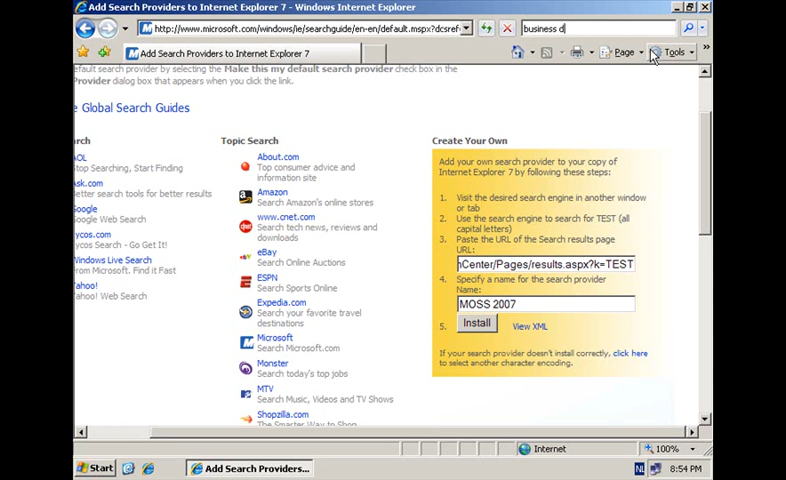 Add Search Providers to Internet Explorer 7 - Windows Internet Explorer
http://www.microsoft.com/windows/ie/searchguide/en-en/default.mspx?dcsref
business d
Add Search Providers to Internet Explorer 7
Page
Tools
efault search provider by selecting the Make this my default search provider check box in the
Provider dialog box that appears when you click the link.
e Global Search Guides
arch
AOL
Stop Searching, Start Finding
Ask.com
etter search tools for better results
Google
Google Web Search
ycos.com
ycos Search - Go Get It!
Windows Live Search
From Microsoft. Find it Fast
Yahoo!
Yahoo! Search
Topic Search
About.com
Top consumer advice and
information site
Amazon
Search Amazon's online stores
www.cnet.com
Search tech news, reviews and
downloads
eBay
Search Online Auctions
ESPN
Search Sports Online
Expedia.com
Search your favorite travel
destinations
Microsoft
Search Microsoft.com
Monster
Search today's top jobs
MTV
Search Music, Videos and TV Shows
Shopzilla.com
The Smarter Way to Shop
Create Your Own
Add your own search provider to your copy of
Internet Explorer 7 by following these steps:
1. Visit the desired search engine in another window
or tab
2. Use the search engine to search for TEST (all
capital letters)
3. Paste the URL of the Search results page
URL:
nCenter/Pages/results.aspx?k=TEST
4. Specify a name for the search provider
Name:
MOSS 2007
5. Install View XML
If your search provider doesn't install correctly, click here
to select another character encoding.
Internet
100%
Start
Add Search Providers...
NL
8:54 PM